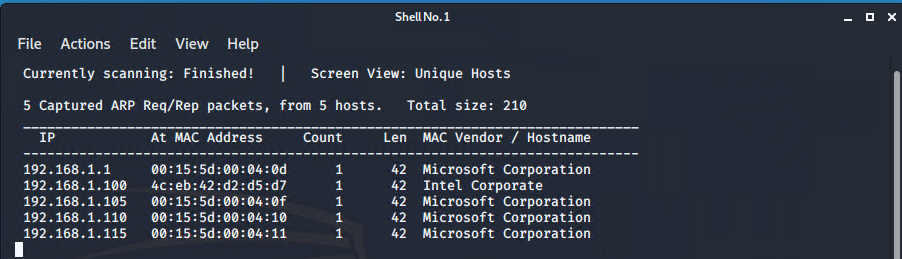 Shell No.1
File Actions Edit View Help
Currently scanning: Finished! | Screen View: Unique Hosts
5 Captured ARP Req/Rep packets, from 5 hosts. Total size: 210
_____________________________________________________________________________
IP At MAC Address Count Len MAC Vendor / Hostname
-----------------------------------------------------------------------------
192.168.1.1 00:15:5d:00:04:0d 1 42 Microsoft Corporation
192.168.1.100 4c:eb:42:d2:d5:d7 1 42 Intel Corporate
192.168.1.105 00:15:5d:00:04:0f 1 42 Microsoft Corporation
192.168.1.110 00:15:5d:00:04:10 1 42 Microsoft Corporation
192.168.1.115 00:15:5d:00:04:11 1 42 Microsoft Corporation